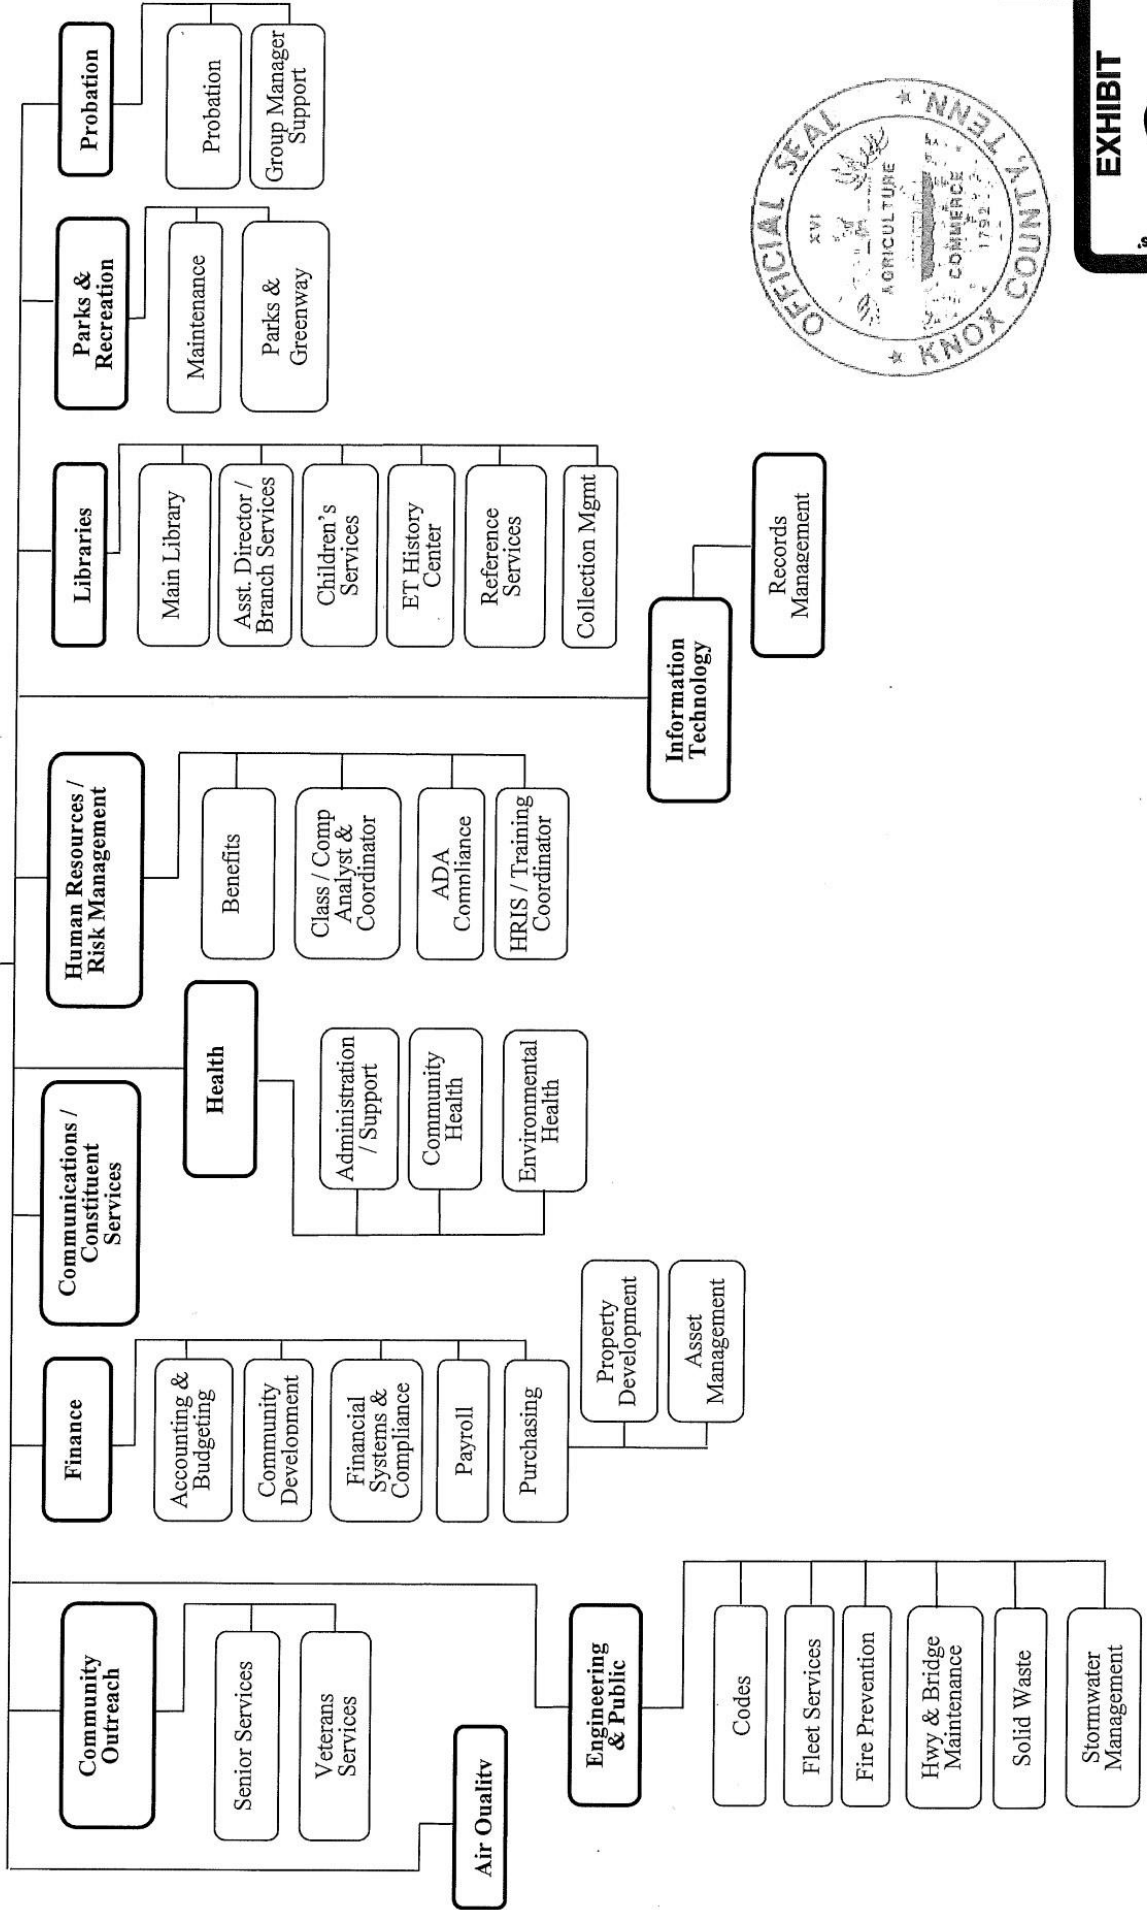 Community
Outreach
Senior Services
Veterans
Services
Air Quality
Engineering
& Public
Codes
Fleet Services
Fire Prevention
Hwy & Bridge
Maintenance
Solid Waste
Stormwater
Management
Finance
Accounting &
Budgeting
Community
Development
Financial
Systems &
Compliance
Payroll
Purchasing
Property
Development
Asset
Management
Communications /
Constituent
Services
Health
Administration
/ Support
Community
Health
Environmental
Health
Human Resources /
Risk Management
Benefits
Class / Comp
Analyst &
Coordinator
ADA
Compliance
HRIS / Training
Coordinator
Information
Technology
Records
Management
Libraries
Main Library
Asst. Director /
Branch Services
Children's
Services
ET History
Center
Reference
Services
Collection Mgmt
Parks &
Recreation
Maintenance
Parks &
Greenway
Probation
Probation
Group Manager
Support
OFFICIAL SEAL
XVI
AGRICULTURE
COMMERCE
1792
★ KNOX COUNTY, TENN. ★
EXHIBIT